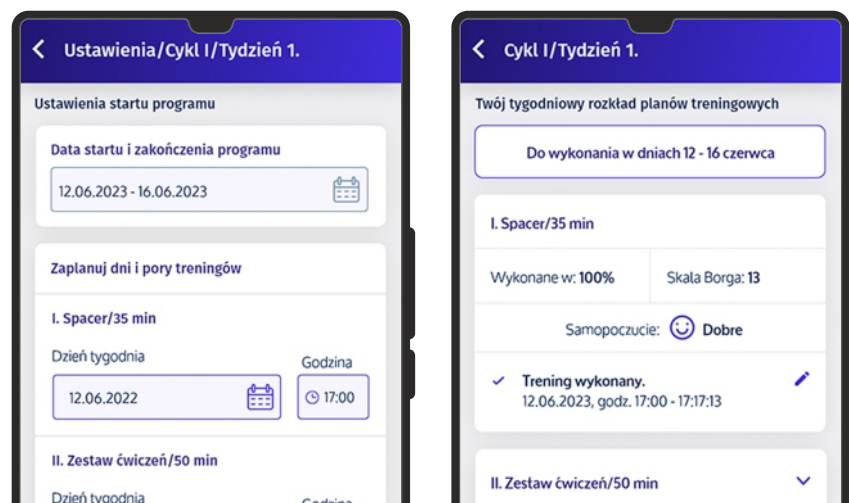 Ustawienia/Cykl I/Tydzień 1.
Ustawienia startu programu
Data startu i zakończenia programu
12.06.2023 - 16.06.2023
Zaplanuj dni i pory treningów
I. Spacer/35 min
Dzień tygodnia
Godzina
12.06.2022
17:00
II. Zestaw ćwiczeń/50 min
Dzień tygodnia
Godzina
Cykl I/Tydzień 1.
Twój tygodniowy rozkład planów treningowych
Do wykonania w dniach 12 - 16 czerwca
I. Spacer/35 min
Wykonane w: 100%
Skala Borga: 13
Samopoczucie: Dobre
Trening wykonany.
12.06.2023, godz. 17:00 - 17:17:13
II. Zestaw ćwiczeń/50 min